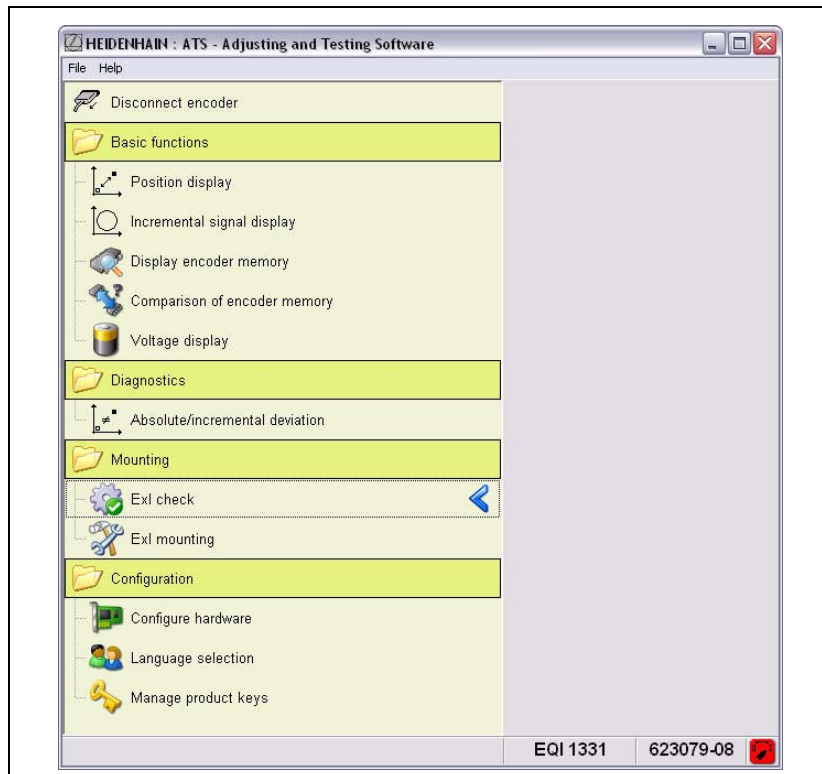 HEIDENHAIN : ATS - Adjusting and Testing Software
File Help
Disconnect encoder
Basic functions
Position display
Incremental signal display
Display encoder memory
Comparison of encoder memory
Voltage display
Diagnostics
Absolute/incremental deviation
Mounting
ExI check
ExI mounting
Configuration
Configure hardware
Language selection
Manage product keys
EQI 1331 623079-08